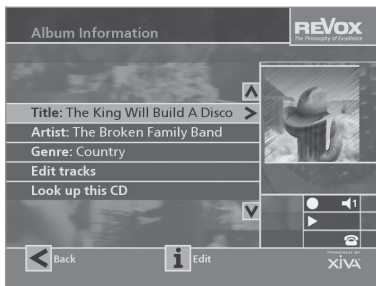 Album Information
REVOX
The Philosophy of Excellence
Title: The King Will Build A Disco
Artist: The Broken Family Band
Genre: Country
Edit tracks
Look up this CD
1
Back
i Edit
POWERED BY
XiVA